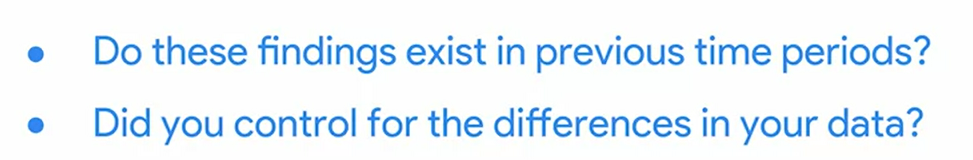 • Do these findings exist in previous time periods?
• Did you control for the differences in your data?